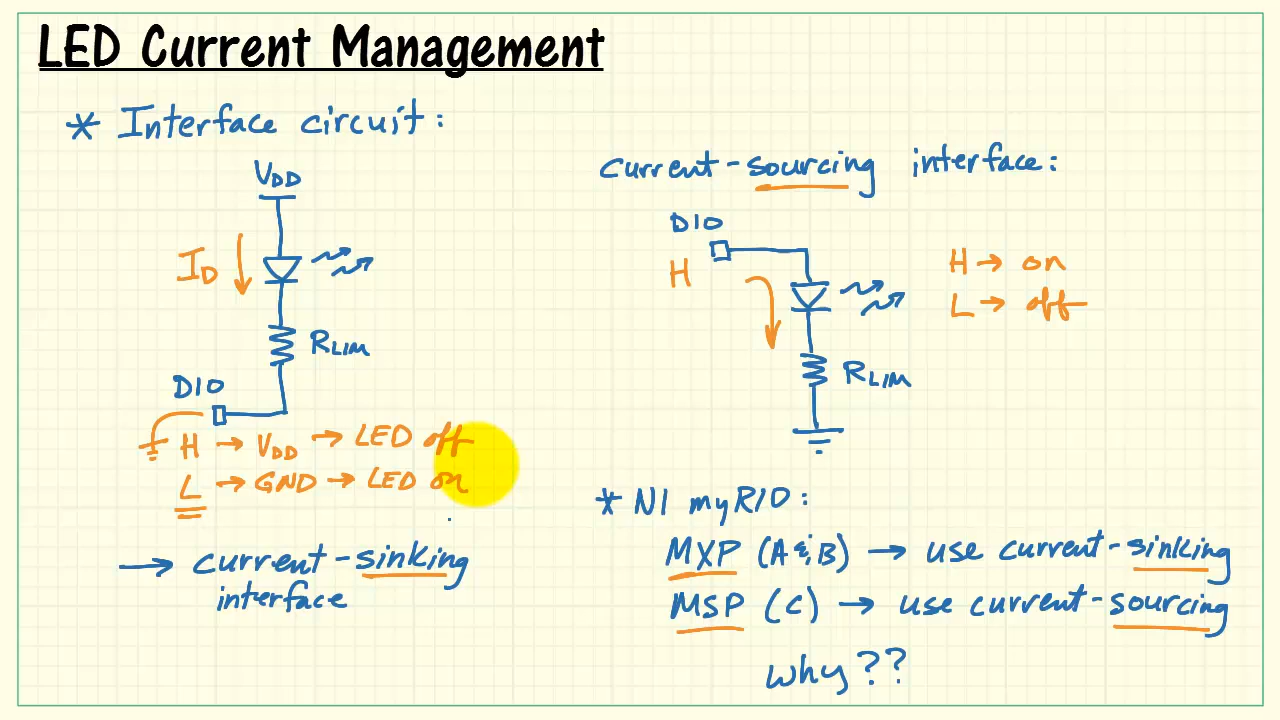 LED Current Management
* Interface circuit:
VDD
ID
RLIM
DIO
H → VDD → LED off
L → GND → LED on
→ current-sinking
interface
current-sourcing interface:
DIO
H
H → on
L → off
RLIM
* NI myRIO:
MXP (A & B) → use current-sinking
MSP (C) → use current-sourcing
why??